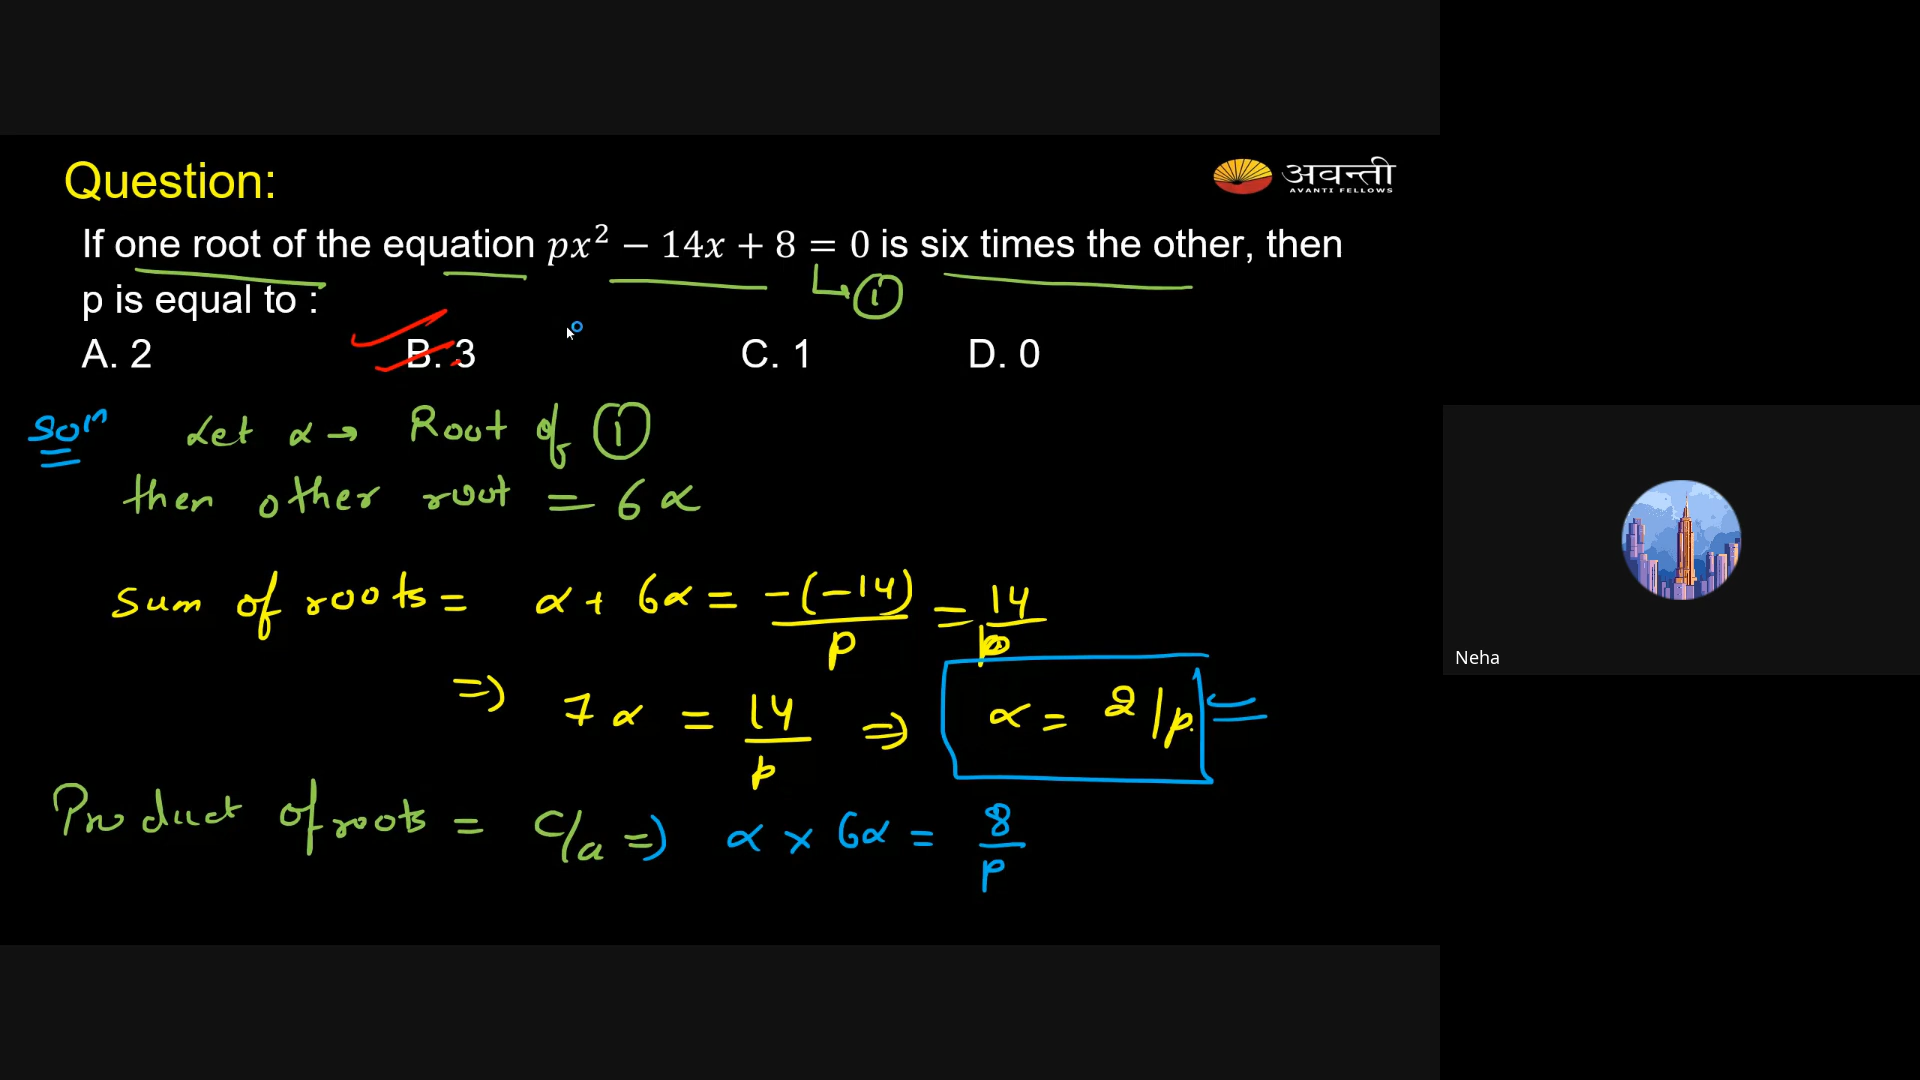 Question:
अवन्ती
AVANTI FELLOWS
If one root of the equation px² − 14x + 8 = 0 is six times the other, then
p is equal to :
①
A. 2 B. 3 C. 1 D. 0
Soln Let α → Root of ①
then other root = 6α
Sum of roots = α + 6α = -(-14)/p = 14/p
=> 7α = 14/p => α = 2/p
Product of roots = C/a => α × 6α = 8/p
Neha